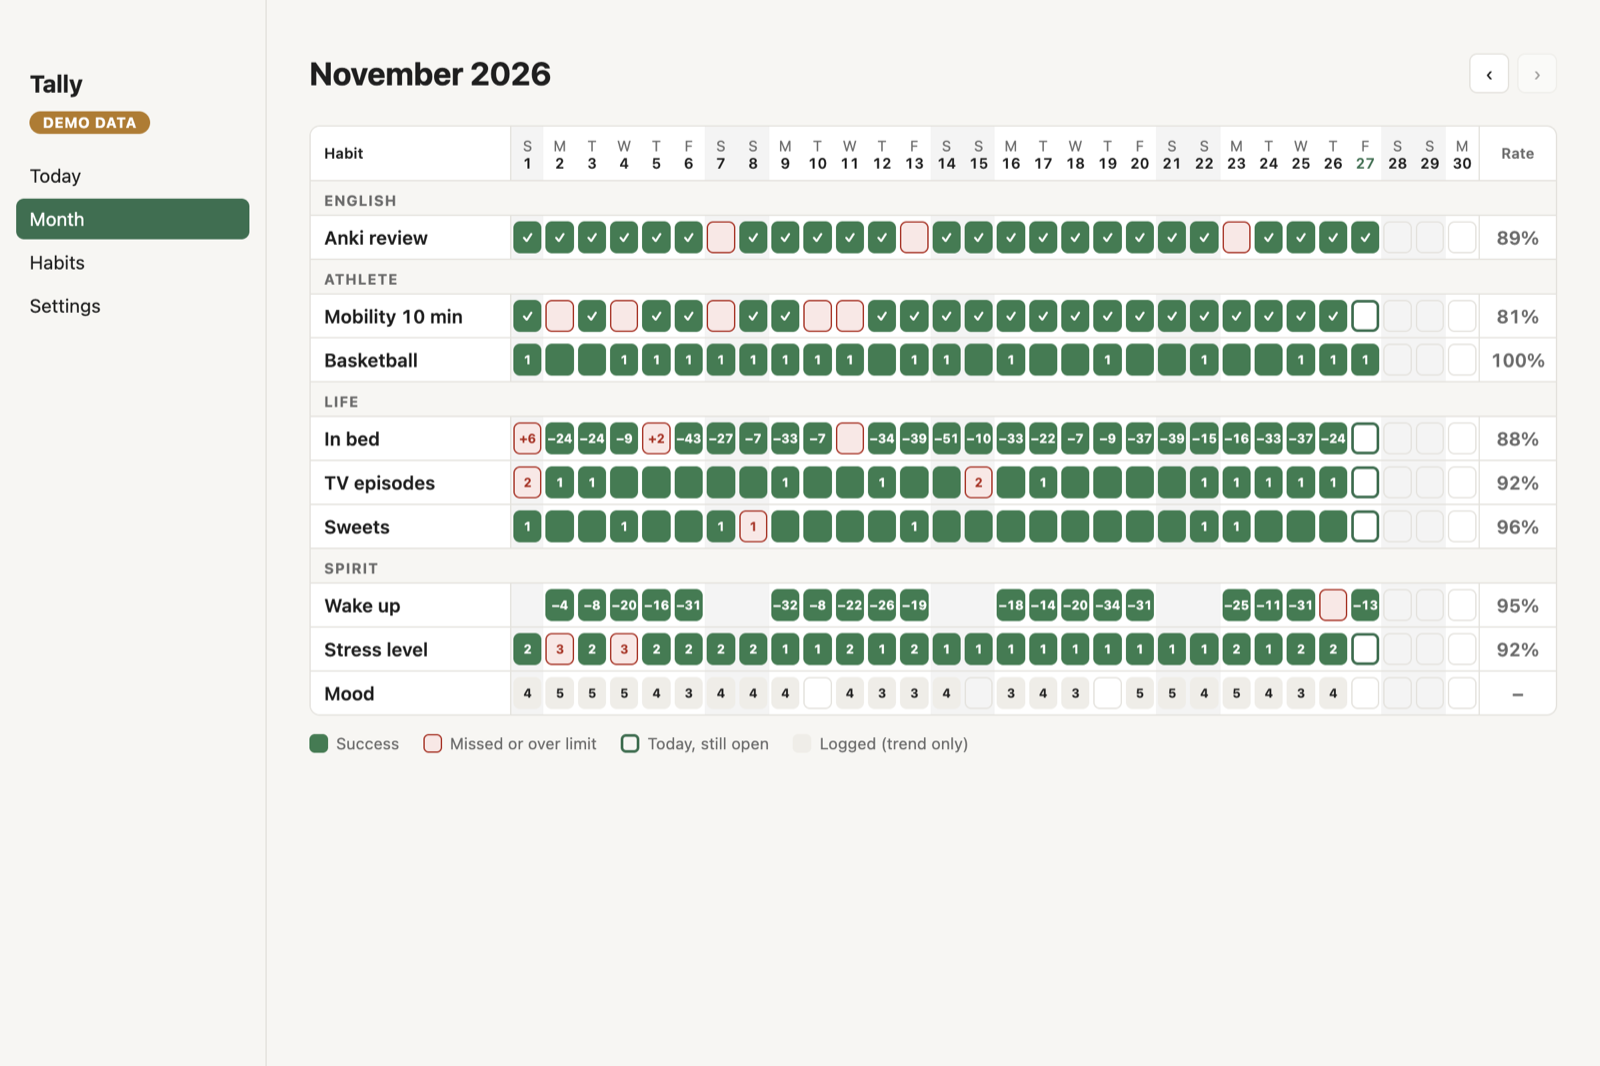 Tally
DEMO DATA
Today
Month
Habits
Settings
November 2026
‹ ›
Habit S M T W T F S S M T W T F S S M T W T F S S M T W T F S S M Rate
1 2 3 4 5 6 7 8 9 10 11 12 13 14 15 16 17 18 19 20 21 22 23 24 25 26 27 28 29 30
ENGLISH
Anki review ✓ ✓ ✓ ✓ ✓ ✓ ✓ ✓ ✓ ✓ ✓ ✓ ✓ ✓ ✓ ✓ ✓ ✓ ✓ ✓ ✓ ✓ ✓ ✓ 89%
ATHLETE
Mobility 10 min ✓ ✓ ✓ ✓ ✓ ✓ ✓ ✓ ✓ ✓ ✓ ✓ ✓ ✓ ✓ ✓ ✓ ✓ ✓ ✓ ✓ 81%
Basketball 1 1 1 1 1 1 1 1 1 1 1 1 1 1 1 1 1 100%
LIFE
In bed +6 −24 −24 −9 +2 −43 −27 −7 −33 −7 −34 −39 −51 −10 −33 −22 −7 −9 −37 −39 −15 −16 −33 −37 −24 88%
TV episodes 2 1 1 1 1 2 1 1 1 1 1 1 92%
Sweets 1 1 1 1 1 1 1 96%
SPIRIT
Wake up −4 −8 −20 −16 −31 −32 −8 −22 −26 −19 −18 −14 −20 −34 −31 −25 −11 −31 −13 95%
Stress level 2 3 2 3 2 2 2 2 1 1 2 1 2 1 1 1 1 1 1 1 1 1 2 1 2 2 92%
Mood 4 5 5 5 4 3 4 4 4 4 3 3 4 3 4 3 5 5 4 5 4 3 4 –
Success Missed or over limit Today, still open Logged (trend only)